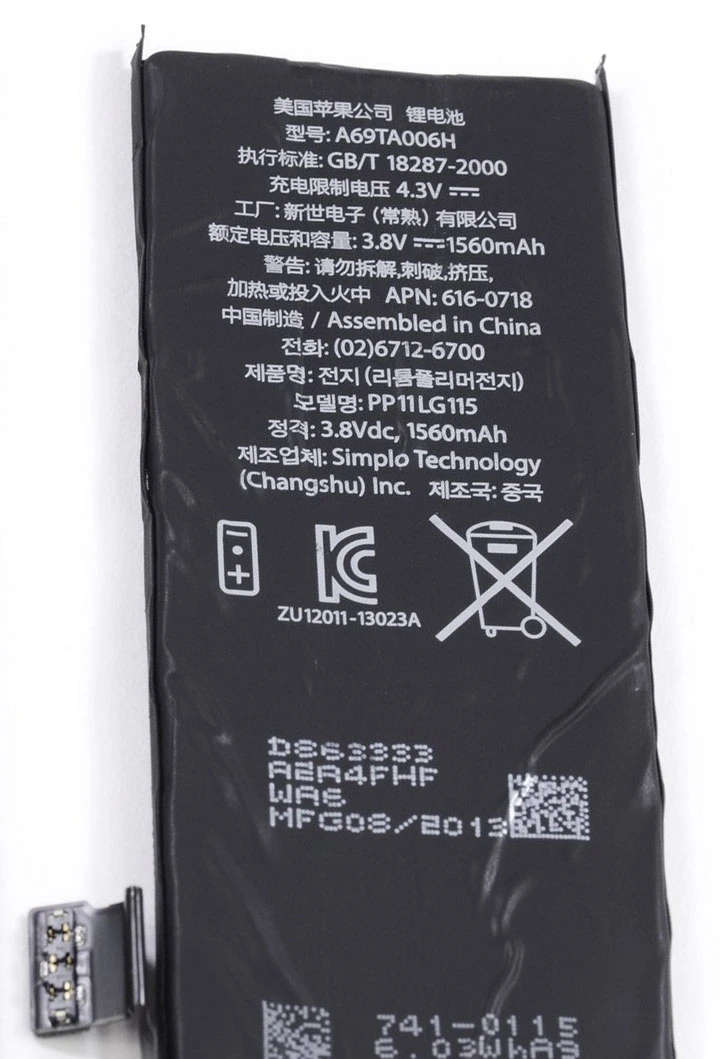 美国苹果公司 锂电池
型号: A69TA006H
执行标准: GB/T 18287-2000
充电限制电压 4.3V ⎓
工厂: 新世电子 (常熟) 有限公司
额定电压和容量: 3.8V ⎓1560mAh
警告: 请勿拆解,刺破,挤压,
加热或投入火中 APN: 616-0718
中国制造 / Assembled in China
전화: (02)6712-6700
제품명: 전지 (리튬폴리머전지)
모델명: PP11LG115
정격: 3.8Vdc, 1560mAh
제조업체: Simplo Technology
(Changshu) Inc. 제조국: 중국
ZU12011-13023A
D863333
A2A4FHF
WA6
MFG08/2013
741-0115
6.03WhA9